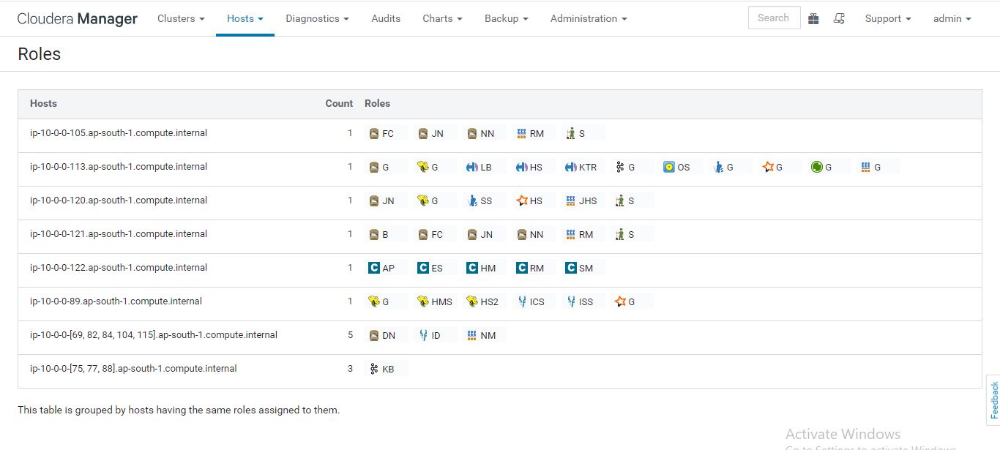 Cloudera Manager Clusters Hosts Diagnostics Audits Charts Backup Administration Search Support admin
Roles
Hosts Count Roles
ip-10-0-0-105.ap-south-1.compute.internal 1 FC JN NN RM S
ip-10-0-0-113.ap-south-1.compute.internal 1 G G LB HS KTR G OS G G G G
ip-10-0-0-120.ap-south-1.compute.internal 1 JN G SS HS JHS S
ip-10-0-0-121.ap-south-1.compute.internal 1 B FC JN NN RM S
ip-10-0-0-122.ap-south-1.compute.internal 1 C AP C ES C HM C RM C SM
ip-10-0-0-89.ap-south-1.compute.internal 1 G HMS HS2 ICS ISS G
ip-10-0-0-[69, 82, 84, 104, 115].ap-south-1.compute.internal 5 DN ID NM
ip-10-0-0-[75, 77, 88].ap-south-1.compute.internal 3 KB
Feedback
This table is grouped by hosts having the same roles assigned to them.
Activate Windows
Go to Settings to activate Windows.